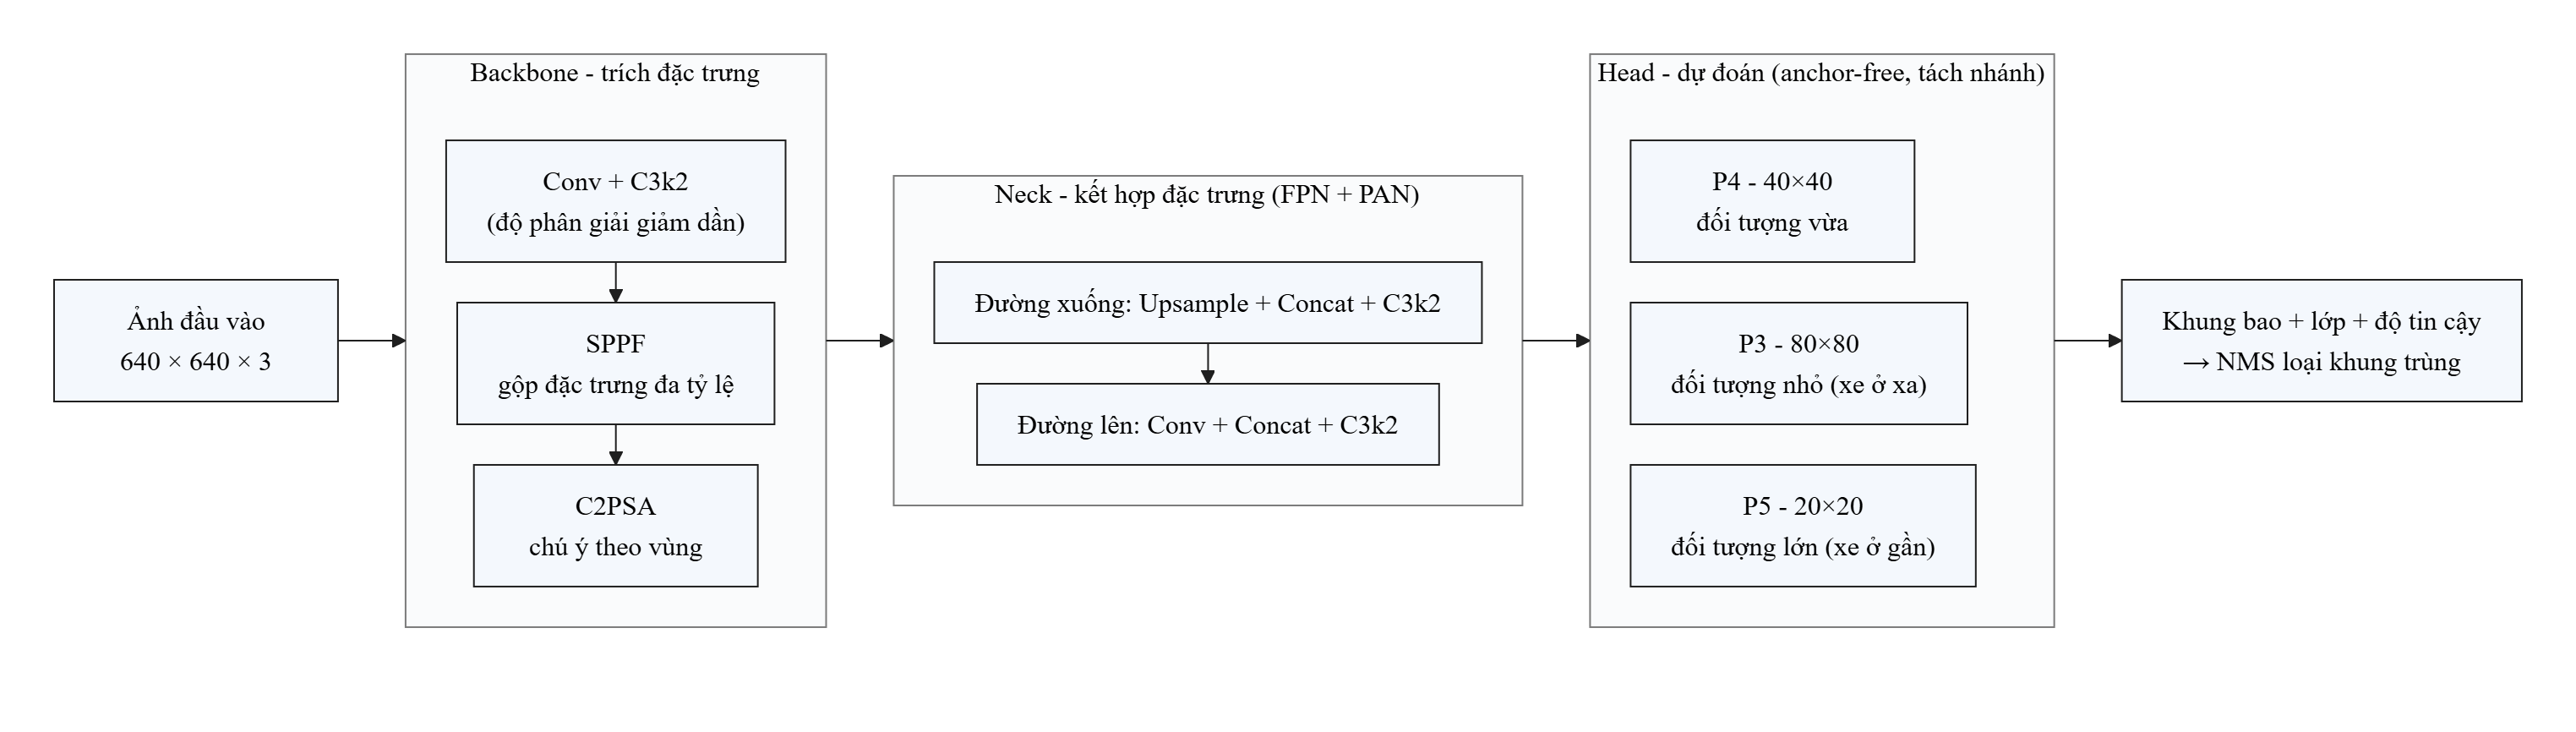 Ảnh đầu vào
640 × 640 × 3
Backbone - trích đặc trưng
Conv + C3k2
(độ phân giải giảm dần)
SPPF
gộp đặc trưng đa tỷ lệ
C2PSA
chú ý theo vùng
Neck - kết hợp đặc trưng (FPN + PAN)
Đường xuống: Upsample + Concat + C3k2
Đường lên: Conv + Concat + C3k2
Head - dự đoán (anchor-free, tách nhánh)
P4 - 40×40
đối tượng vừa
P3 - 80×80
đối tượng nhỏ (xe ở xa)
P5 - 20×20
đối tượng lớn (xe ở gần)
Khung bao + lớp + độ tin cậy
→ NMS loại khung trùng